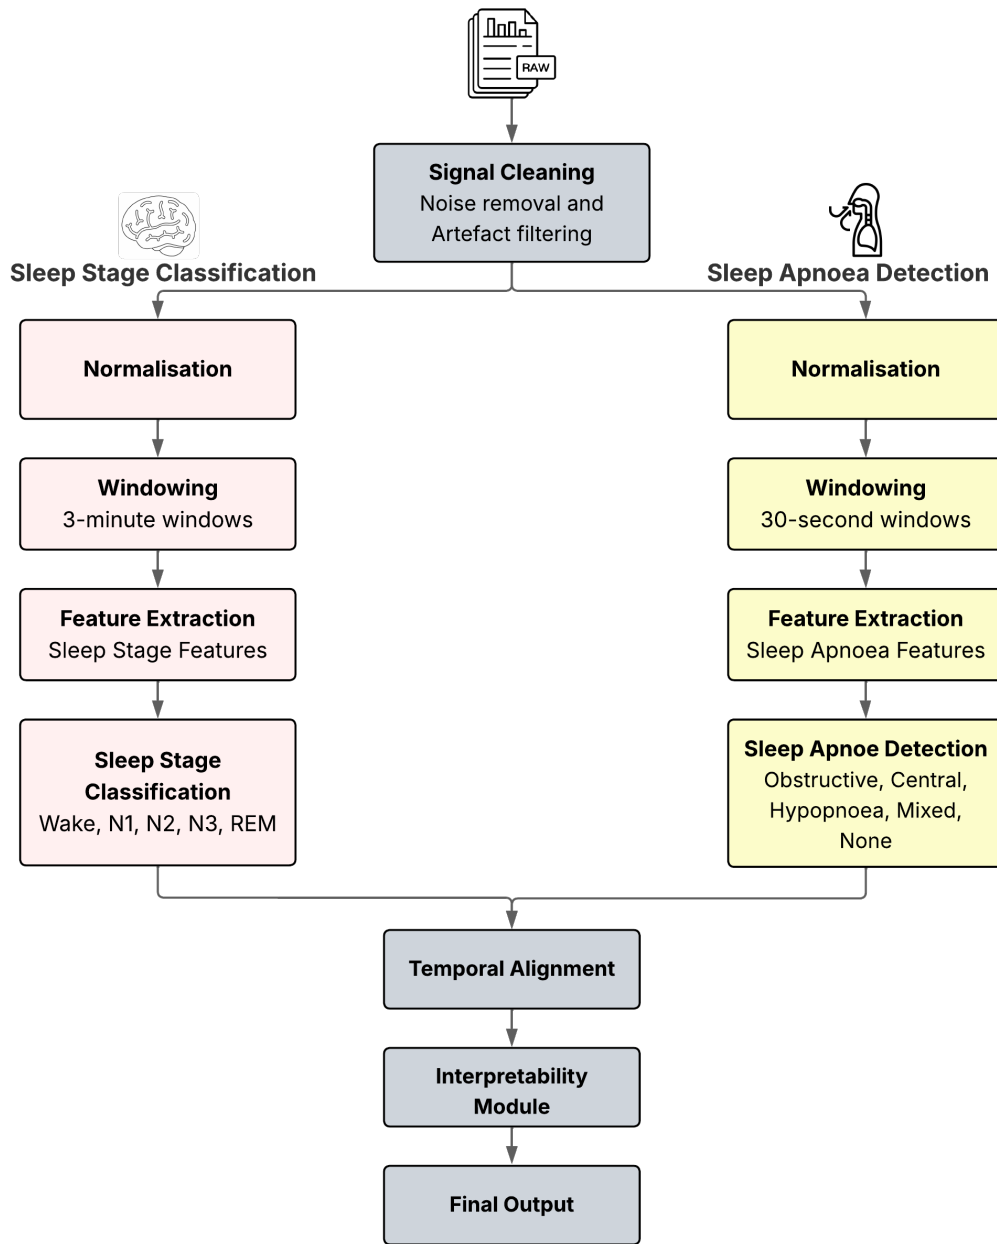 RAW
Signal Cleaning
Noise removal and
Artefact filtering
Sleep Stage Classification
Sleep Apnoea Detection
Normalisation
Windowing
3-minute windows
Feature Extraction
Sleep Stage Features
Sleep Stage
Classification
Wake, N1, N2, N3, REM
Normalisation
Windowing
30-second windows
Feature Extraction
Sleep Apnoea Features
Sleep Apnoe Detection
Obstructive, Central,
Hypopnoea, Mixed,
None
Temporal Alignment
Interpretability
Module
Final Output